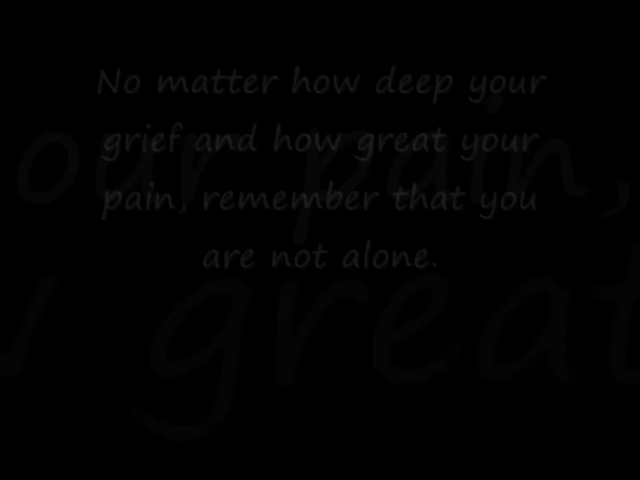 No matter how deep your
grief and how great your
pain, remember that you
are not alone.
our pain,
w great